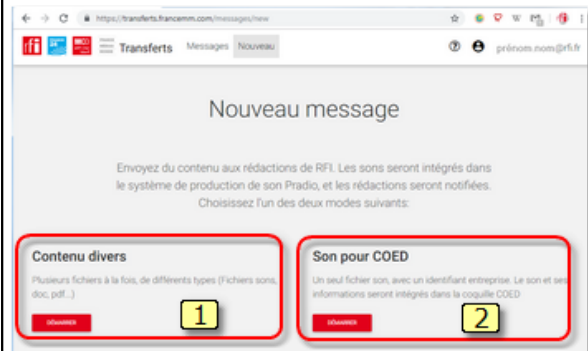 https://transferts.francemm.com/messages/new
rfi Transferts Messages Nouveau prénom.nom@rfi.fr
Nouveau message
Envoyez du contenu aux rédactions de RFI. Les sons seront intégrés dans
le système de production de son Pradio, et les rédactions seront notifiées.
Choisissez l'un des deux modes suivants:
Contenu divers
Plusieurs fichiers à la fois, de différents types (Fichiers sons,
doc, pdf...)
DÉMARRER
1
Son pour COED
Un seul fichier son, avec un identifiant entreprise. Le son et ses
informations seront intégrés dans la coquille COED
DÉMARRER
2